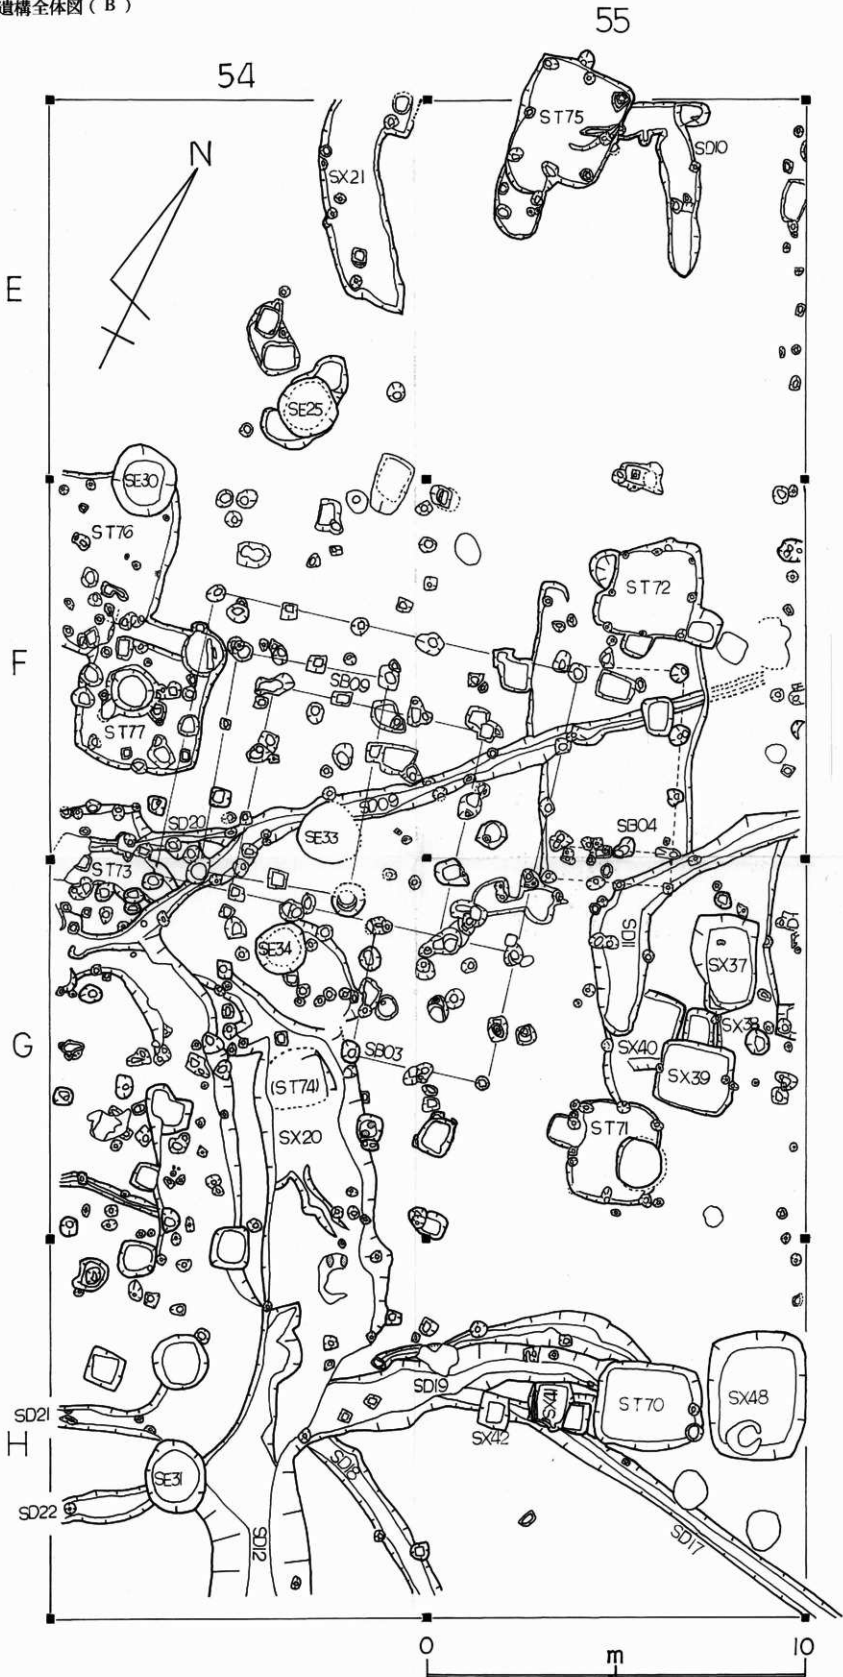 遺構全体図(B)
55
54
ST75
SD10
N
SX21
E
SE25
SE30
ST76
ST72
F
SB09
ST77
SD09
SD20
SE33
SB04
ST73
SD11
SE34
SX37
SX38
G
SB03
SX40
SX39
(ST74)
ST71
SX20
SD19
SX41
ST70
SX48
SD21
SX42
H
SD18
SE31
SD22
SD12
SD17
0
10
m